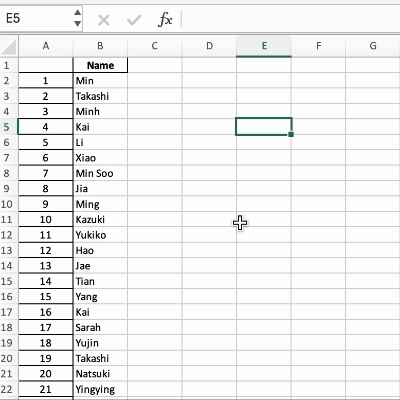 E5 fx
A B C D E F G
1 Name
2 1 Min
3 2 Takashi
4 3 Minh
5 4 Kai
6 5 Li
7 6 Xiao
8 7 Min Soo
9 8 Jia
10 9 Ming
11 10 Kazuki
12 11 Yukiko
13 12 Hao
14 13 Jae
15 14 Tian
16 15 Yang
17 16 Kai
18 17 Sarah
19 18 Yujin
20 19 Takashi
21 20 Natsuki
22 21 Yingying